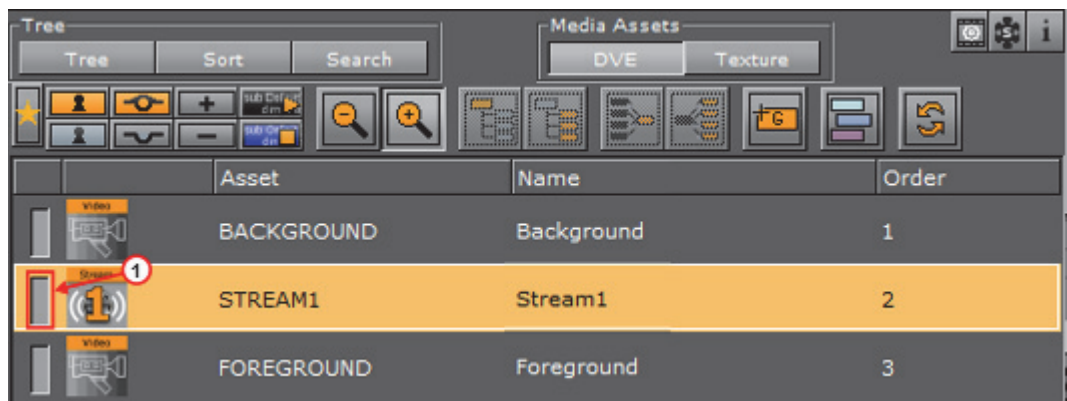 Tree
Media Assets
Tree Sort Search
DVE Texture
i
G
Asset Name Order
Video
BACKGROUND Background 1
Stream
1
1
STREAM1 Stream1 2
Video
FOREGROUND Foreground 3